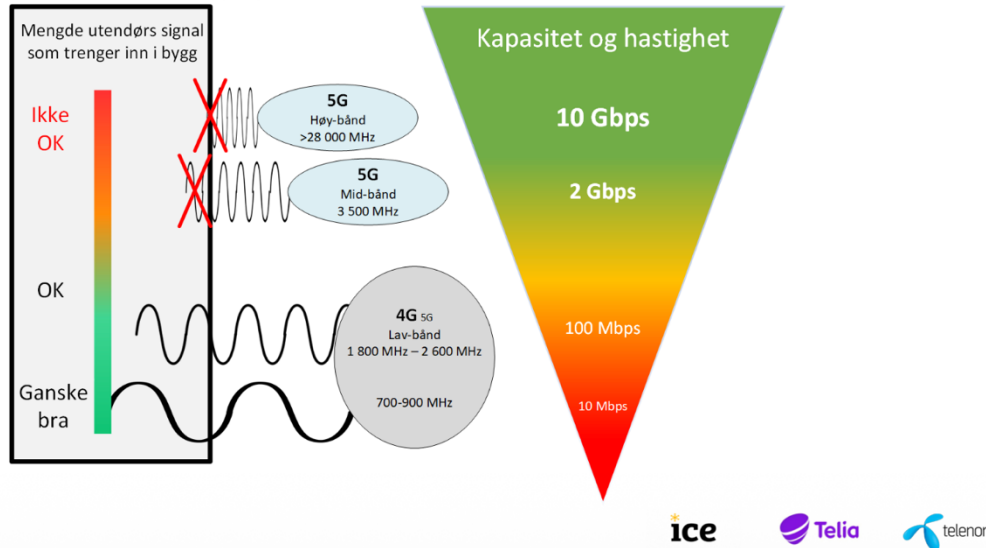 Mengde utendørs signal
som trenger inn i bygg
Ikke
OK
OK
Ganske
bra
5G
Høy-bånd
>28 000 MHz
5G
Mid-bånd
3 500 MHz
4G 5G
Lav-bånd
1 800 MHz – 2 600 MHz
700-900 MHz
Kapasitet og hastighet
10 Gbps
2 Gbps
100 Mbps
10 Mbps
ice
Telia
telenor